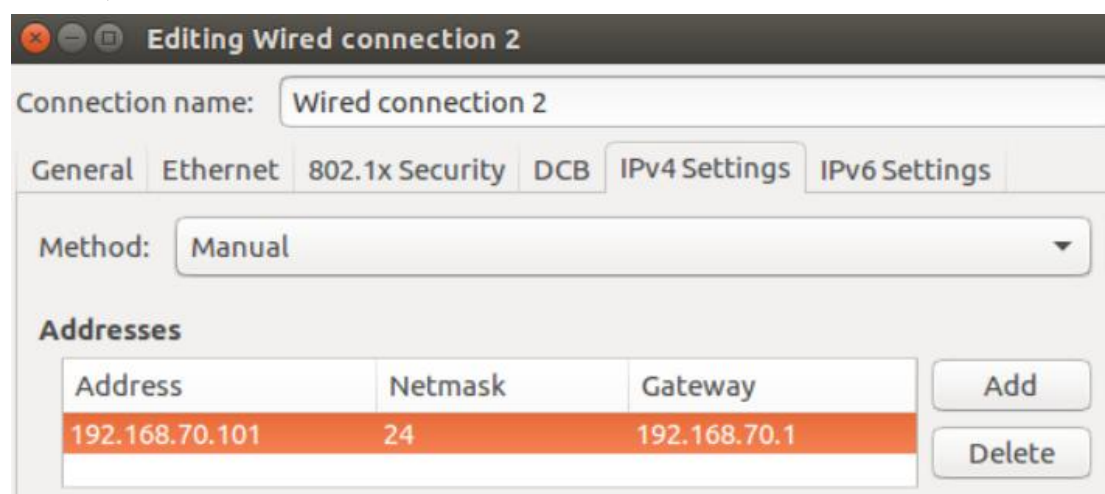 Editing Wired connection 2
Connection name: Wired connection 2
General Ethernet 802.1x Security DCB IPv4 Settings IPv6 Settings
Method: Manual
Addresses
Address Netmask Gateway Add
192.168.70.101 24 192.168.70.1
Delete